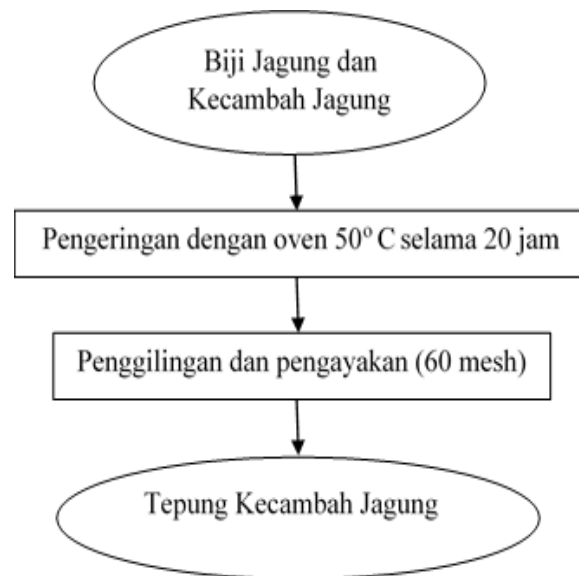 Biji Jagung dan
Kecambah Jagung
Pengeringan dengan oven 50º C selama 20 jam
Penggilingan dan pengayakan (60 mesh)
Tepung Kecambah Jagung